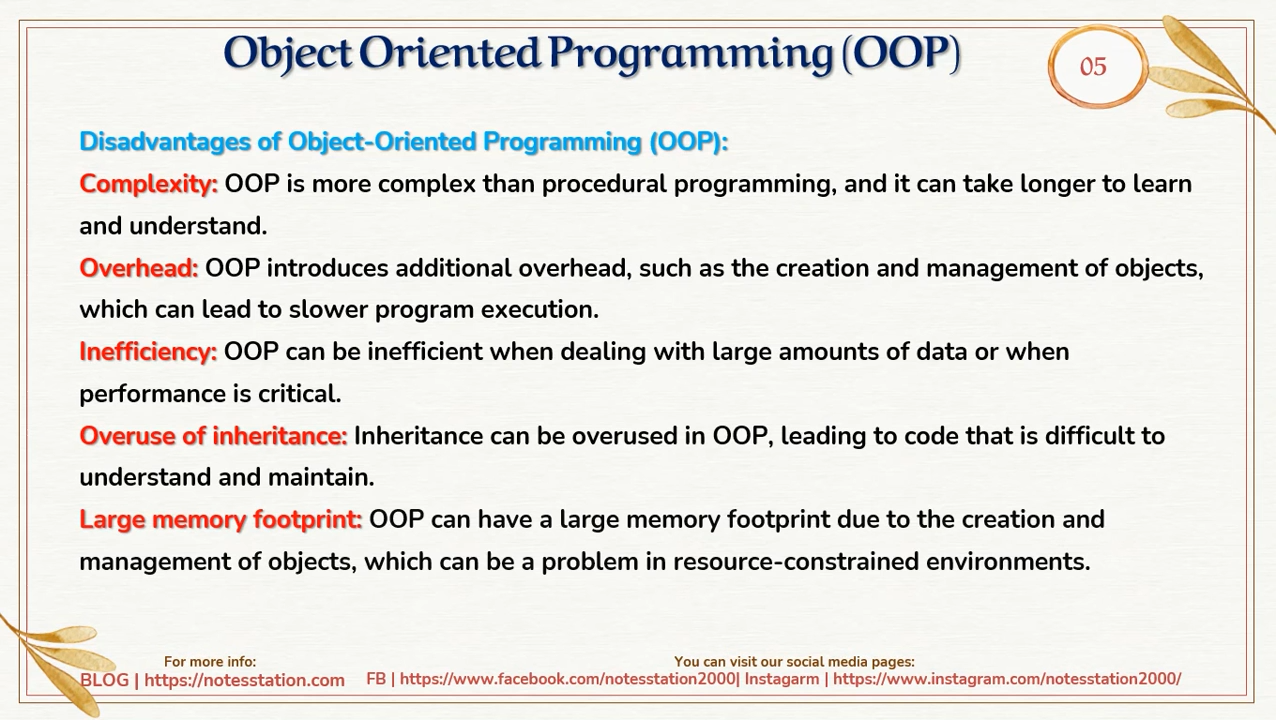 Object Oriented Programming (OOP)
05
Disadvantages of Object-Oriented Programming (OOP):
Complexity: OOP is more complex than procedural programming, and it can take longer to learn
and understand.
Overhead: OOP introduces additional overhead, such as the creation and management of objects,
which can lead to slower program execution.
Inefficiency: OOP can be inefficient when dealing with large amounts of data or when
performance is critical.
Overuse of inheritance: Inheritance can be overused in OOP, leading to code that is difficult to
understand and maintain.
Large memory footprint: OOP can have a large memory footprint due to the creation and
management of objects, which can be a problem in resource-constrained environments.
For more info:
BLOG | https://notesstation.com
You can visit our social media pages:
FB | https://www.facebook.com/notesstation2000| Instagarm | https://www.instagram.com/notesstation2000/